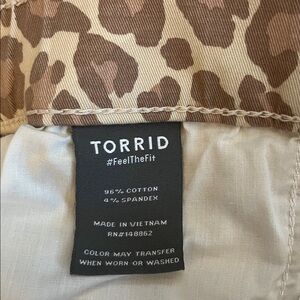 TORRID
#FeelTheFit
96% COTTON
4% SPANDEX
MADE IN VIETNAM
RN#148862
COLOR MAY TRANSFER
WHEN WORN OR WASHED